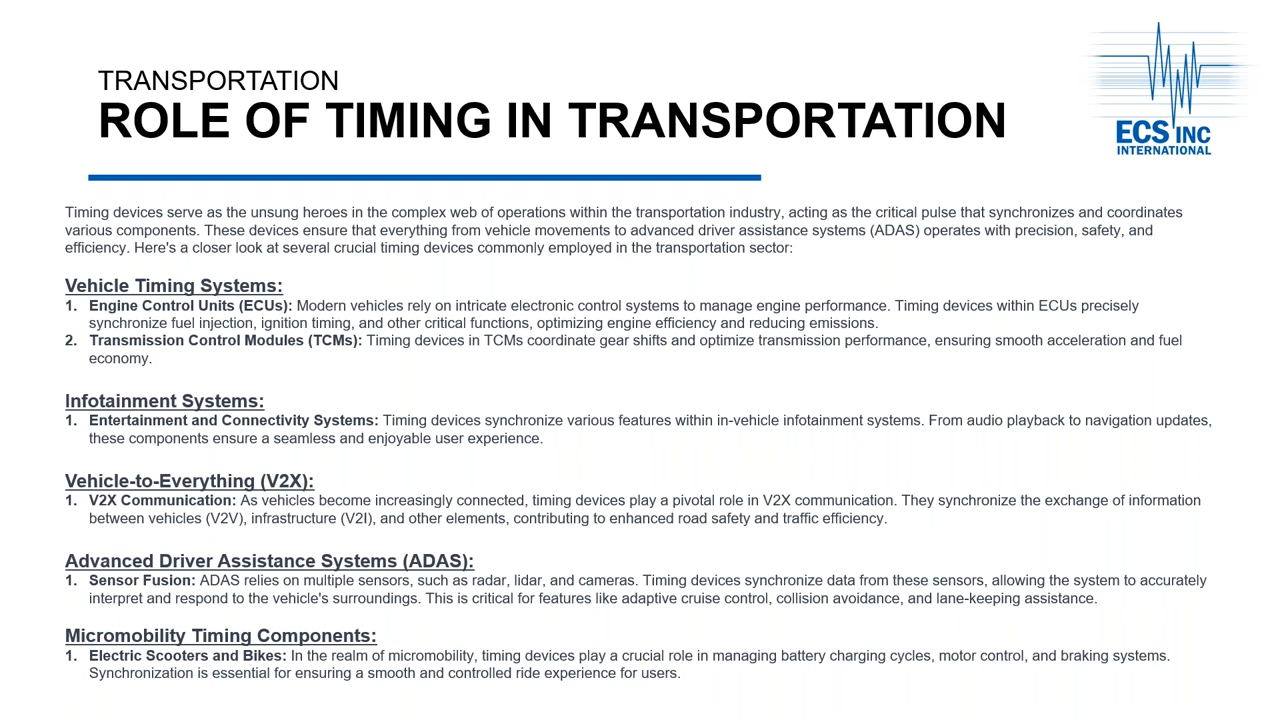 TRANSPORTATION
ROLE OF TIMING IN TRANSPORTATION
ECS INC
INTERNATIONAL
Timing devices serve as the unsung heroes in the complex web of operations within the transportation industry, acting as the critical pulse that synchronizes and coordinates
various components. These devices ensure that everything from vehicle movements to advanced driver assistance systems (ADAS) operates with precision, safety, and
efficiency. Here's a closer look at several crucial timing devices commonly employed in the transportation sector:
Vehicle Timing Systems:
1. Engine Control Units (ECUs): Modern vehicles rely on intricate electronic control systems to manage engine performance. Timing devices within ECUs precisely
synchronize fuel injection, ignition timing, and other critical functions, optimizing engine efficiency and reducing emissions.
2. Transmission Control Modules (TCMs): Timing devices in TCMs coordinate gear shifts and optimize transmission performance, ensuring smooth acceleration and fuel
economy.
Infotainment Systems:
1. Entertainment and Connectivity Systems: Timing devices synchronize various features within in-vehicle infotainment systems. From audio playback to navigation updates,
these components ensure a seamless and enjoyable user experience.
Vehicle-to-Everything (V2X):
1. V2X Communication: As vehicles become increasingly connected, timing devices play a pivotal role in V2X communication. They synchronize the exchange of information
between vehicles (V2V), infrastructure (V2I), and other elements, contributing to enhanced road safety and traffic efficiency.
Advanced Driver Assistance Systems (ADAS):
1. Sensor Fusion: ADAS relies on multiple sensors, such as radar, lidar, and cameras. Timing devices synchronize data from these sensors, allowing the system to accurately
interpret and respond to the vehicle's surroundings. This is critical for features like adaptive cruise control, collision avoidance, and lane-keeping assistance.
Micromobility Timing Components:
1. Electric Scooters and Bikes: In the realm of micromobility, timing devices play a crucial role in managing battery charging cycles, motor control, and braking systems.
Synchronization is essential for ensuring a smooth and controlled ride experience for users.